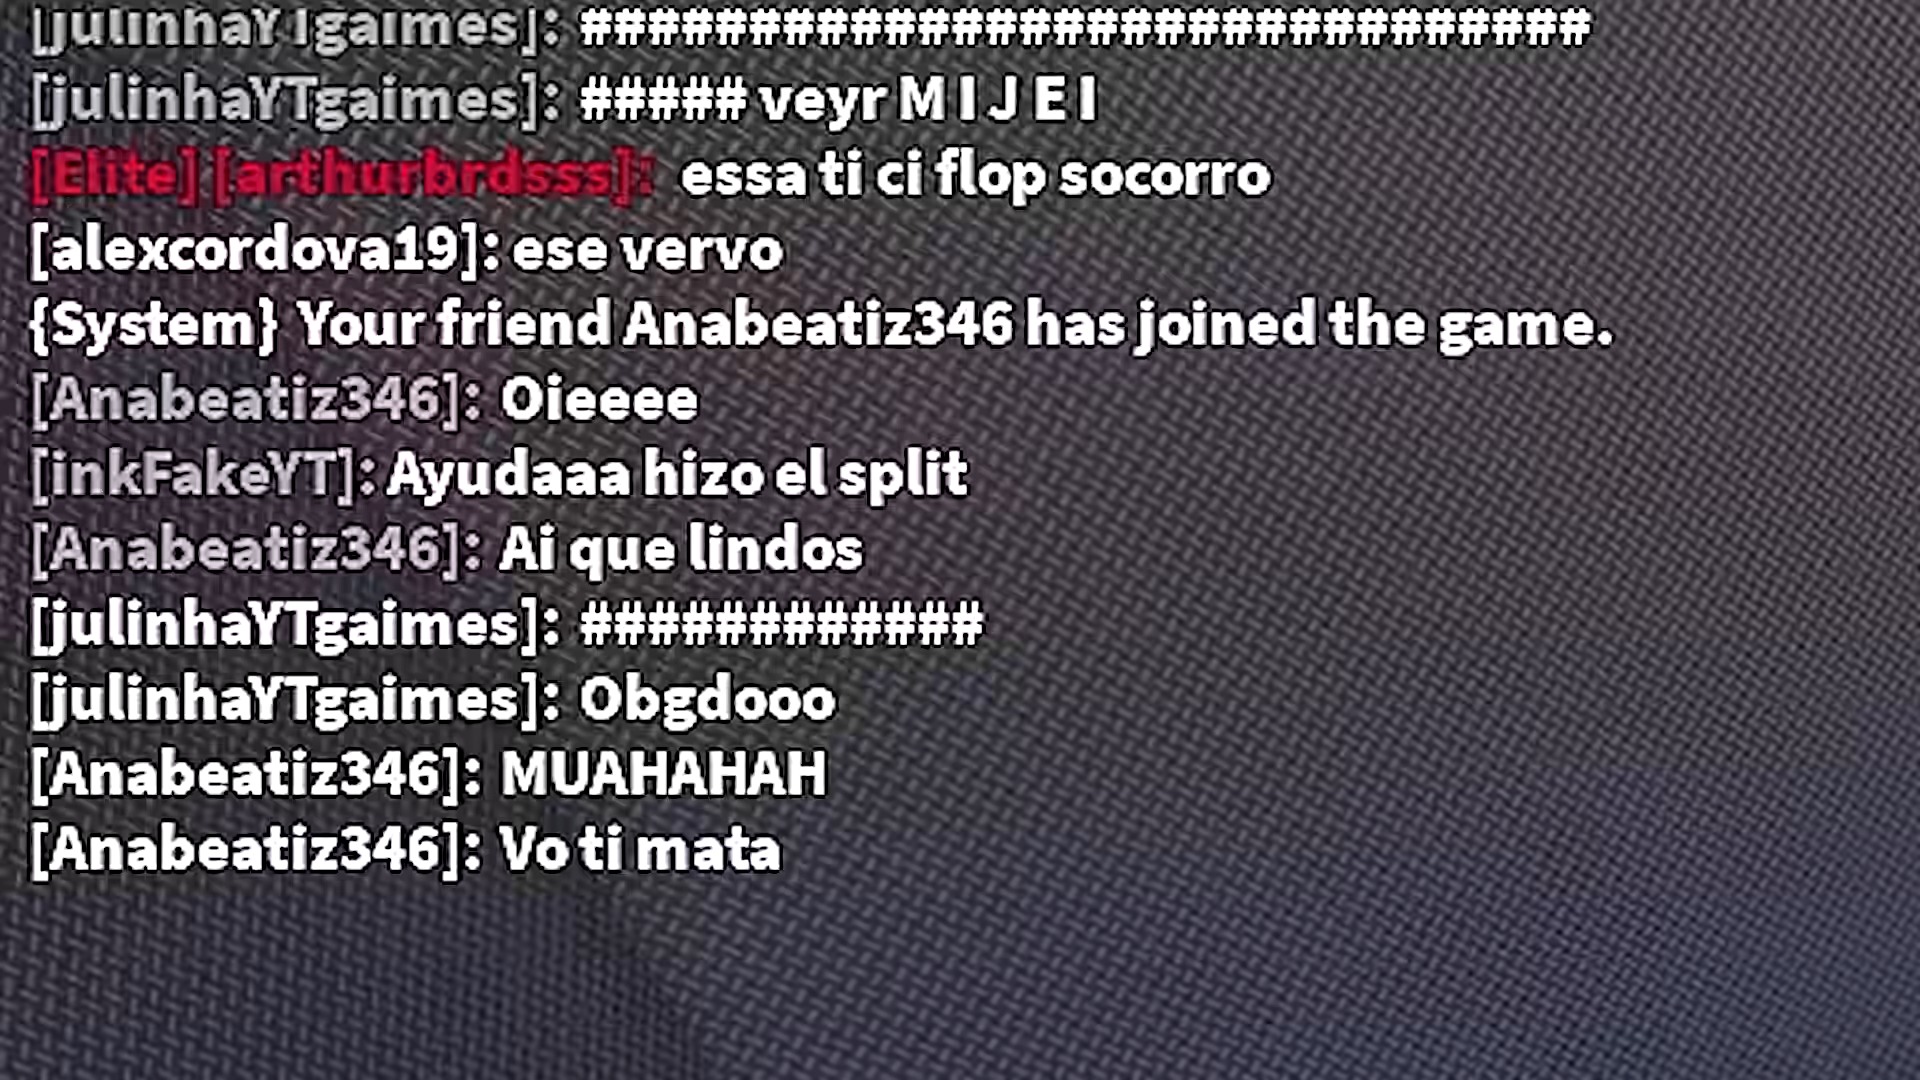 [julinhaYTgaimes]: ##############################
[julinhaYTgaimes]: ##### veyr M I J E I
[Elite] [arthurbrdsss]: essa ti ci flop socorro
[alexcordova19]: ese vervo
{System} Your friend Anabeatiz346 has joined the game.
[Anabeatiz346]: Oieeee
[inkFakeYT]: Ayudaaa hizo el split
[Anabeatiz346]: Ai que lindos
[julinhaYTgaimes]: ############
[julinhaYTgaimes]: Obgdooo
[Anabeatiz346]: MUAHAHAH
[Anabeatiz346]: Vo ti mata